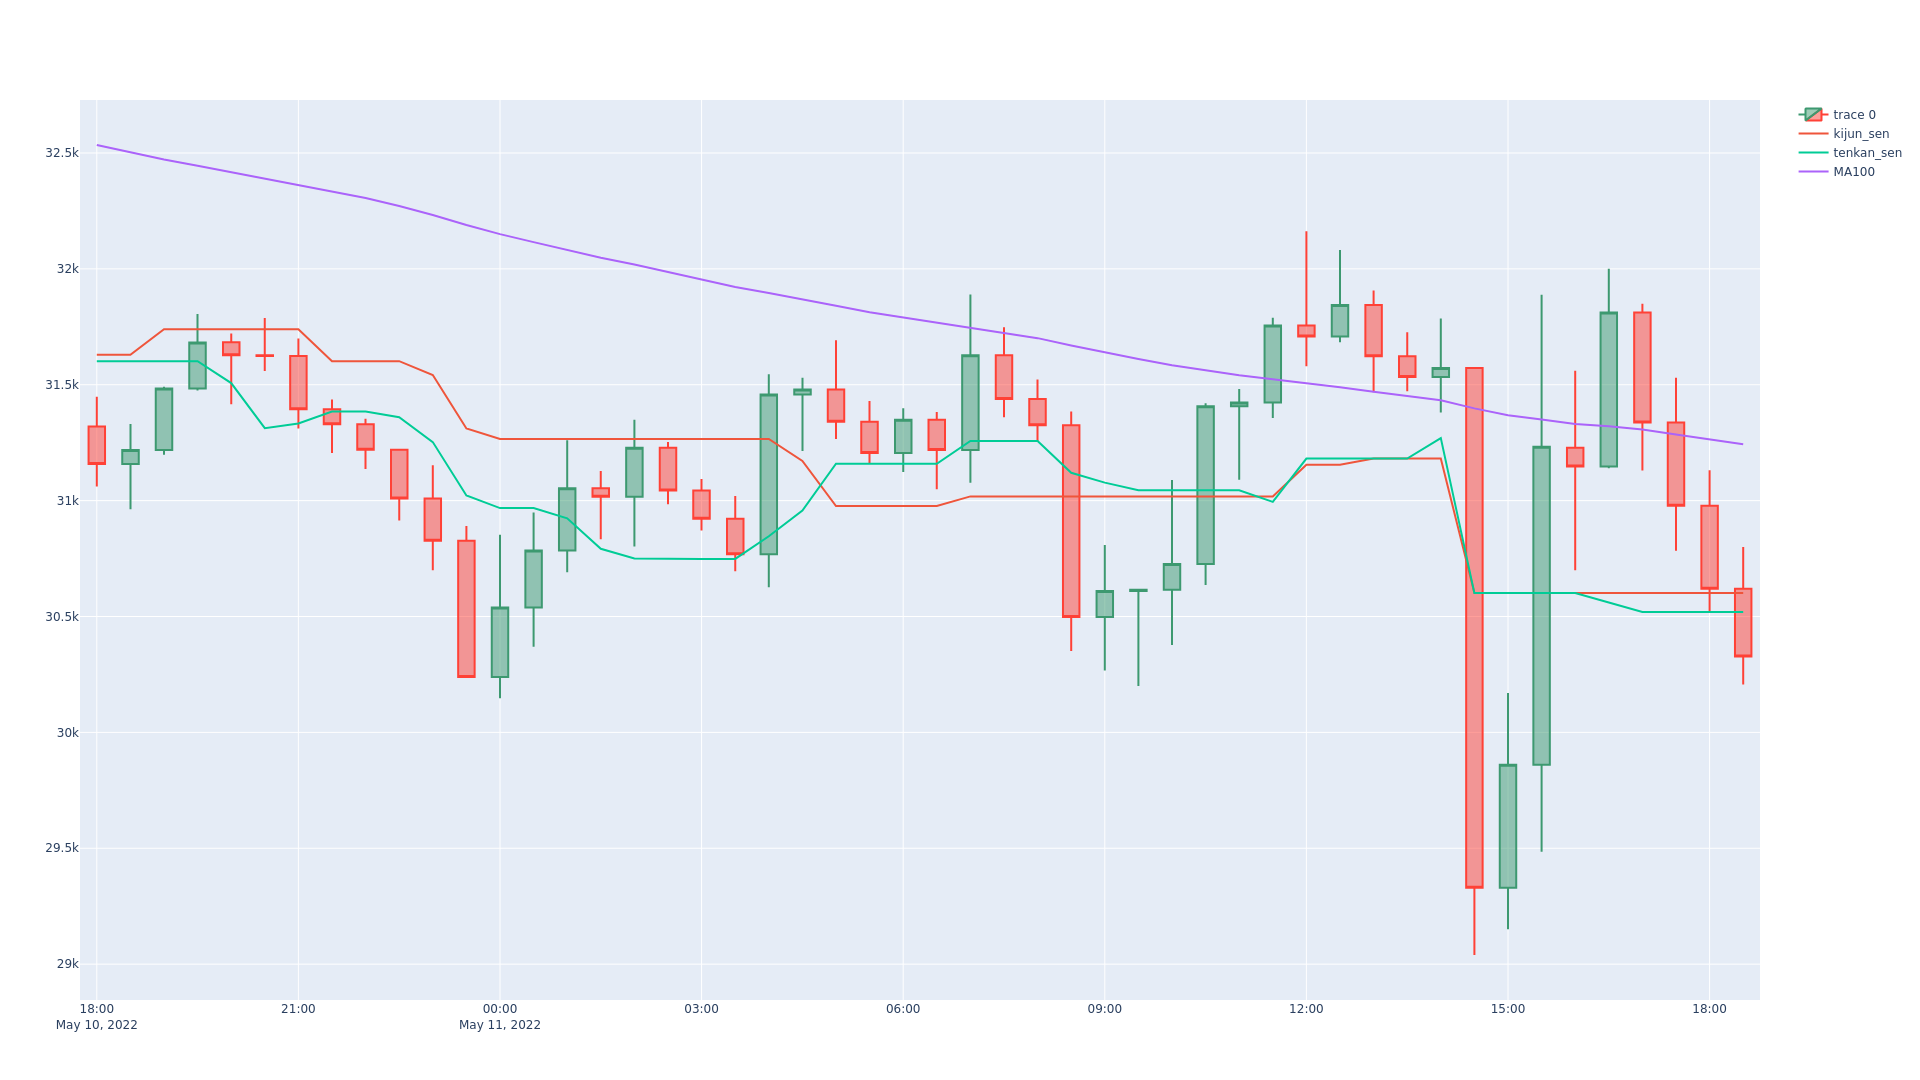 trace 0
kijun_sen
tenkan_sen
MA100
32.5k
32k
31.5k
31k
30.5k
30k
29.5k
29k
18:00 21:00 00:00 03:00 06:00 09:00 12:00 15:00 18:00
May 10, 2022 May 11, 2022